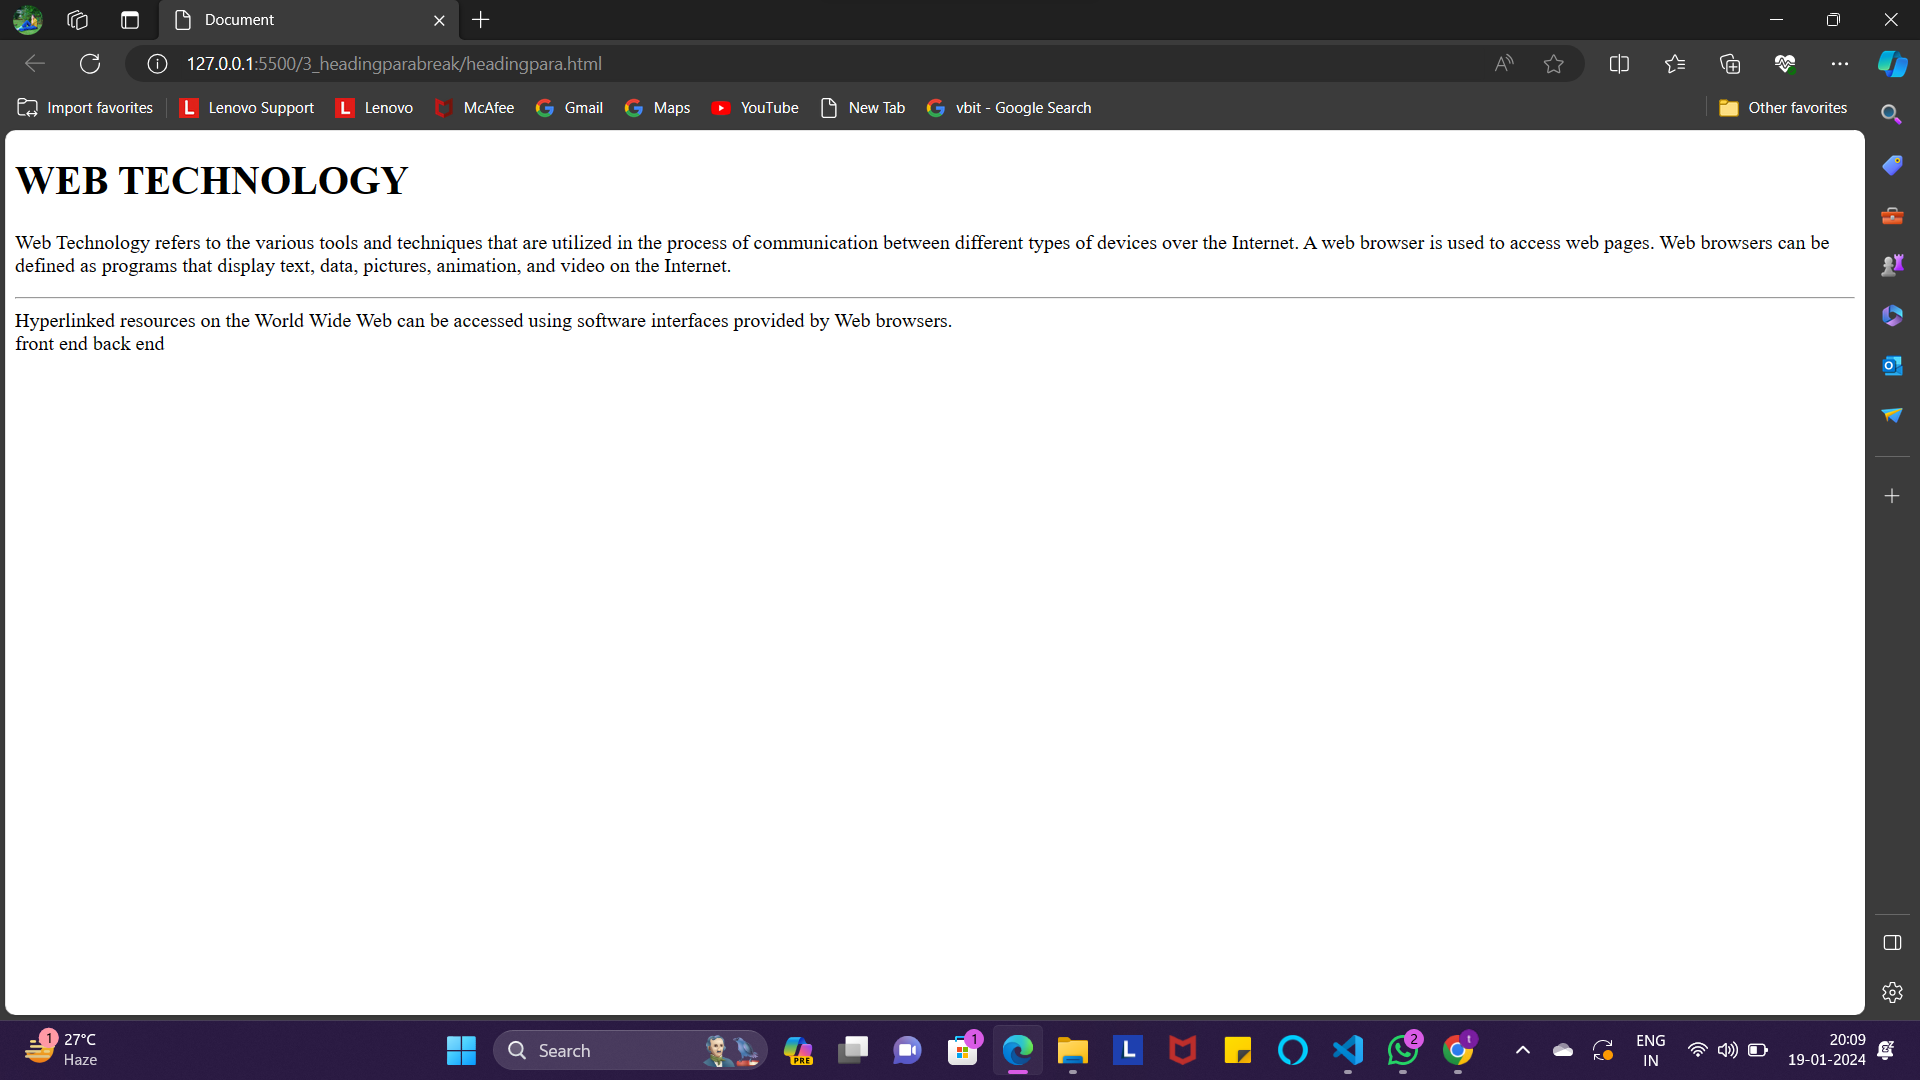 Document
127.0.0.1:5500/3_headingparabreak/headingpara.html
Import favorites
Lenovo Support
Lenovo
McAfee
Gmail
Maps
YouTube
New Tab
vbit - Google Search
Other favorites
WEB TECHNOLOGY
Web Technology refers to the various tools and techniques that are utilized in the process of communication between different types of devices over the Internet. A web browser is used to access web pages. Web browsers can be
defined as programs that display text, data, pictures, animation, and video on the Internet.
Hyperlinked resources on the World Wide Web can be accessed using software interfaces provided by Web browsers.
front end back end
1
27°C
Haze
Search
PRE
1
L
2
t
ENG
IN
20:09
19-01-2024